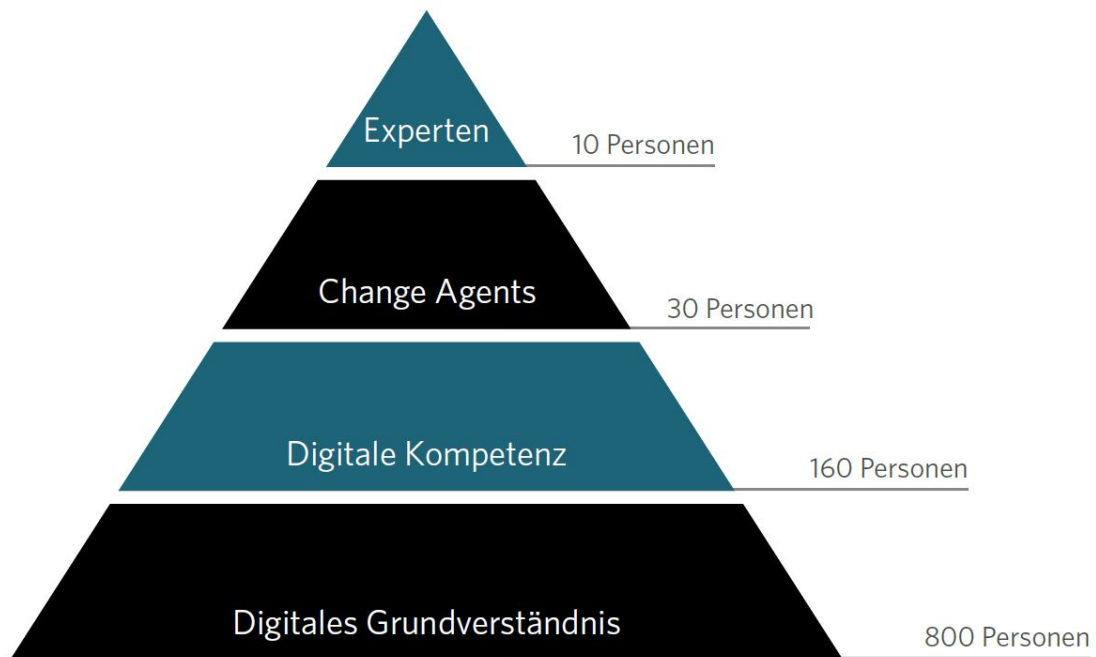 Experten
10 Personen
Change Agents
30 Personen
Digitale Kompetenz
160 Personen
Digitales Grundverständnis
800 Personen